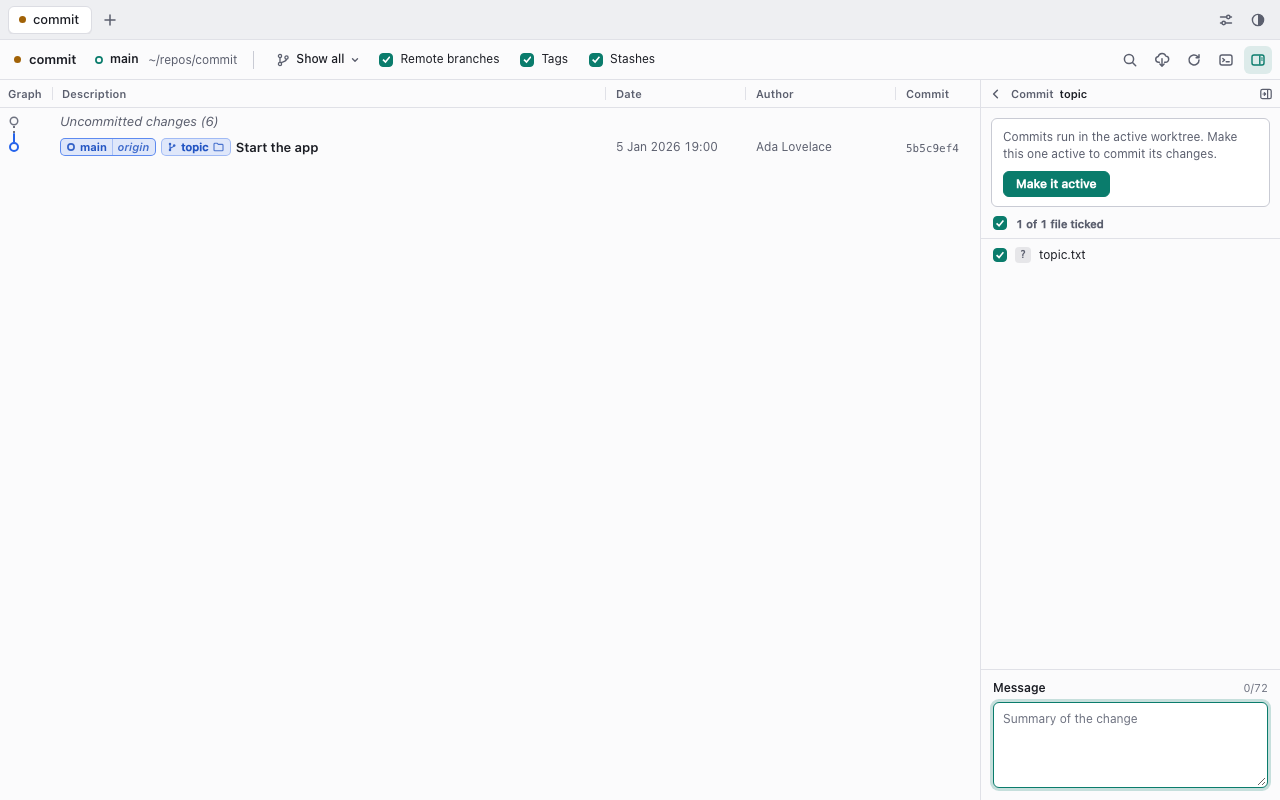 commit
commit main ~/repos/commit Show all Remote branches Tags Stashes
Graph Description Date Author Commit
Uncommitted changes (6)
main origin topic Start the app 5 Jan 2026 19:00 Ada Lovelace 5b5c9ef4
Commit topic
Commits run in the active worktree. Make
this one active to commit its changes.
Make it active
1 of 1 file ticked
? topic.txt
Message 0/72
Summary of the change